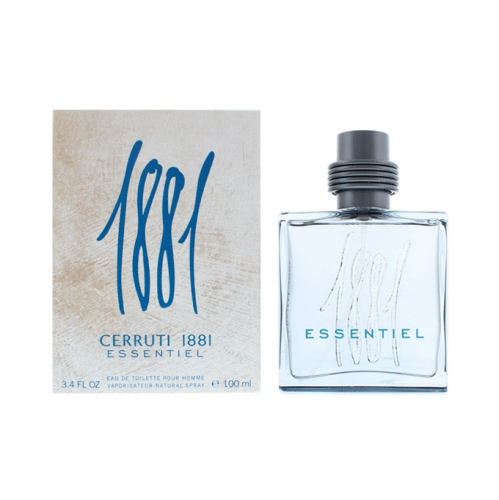 1881
CERRUTI 1881
ESSENTIEL
EAU DE TOILETTE POUR HOMME
3.4 FL OZ VAPORISATEUR NATURAL SPRAY ℮ 100 ml
1881
ESSENTIEL